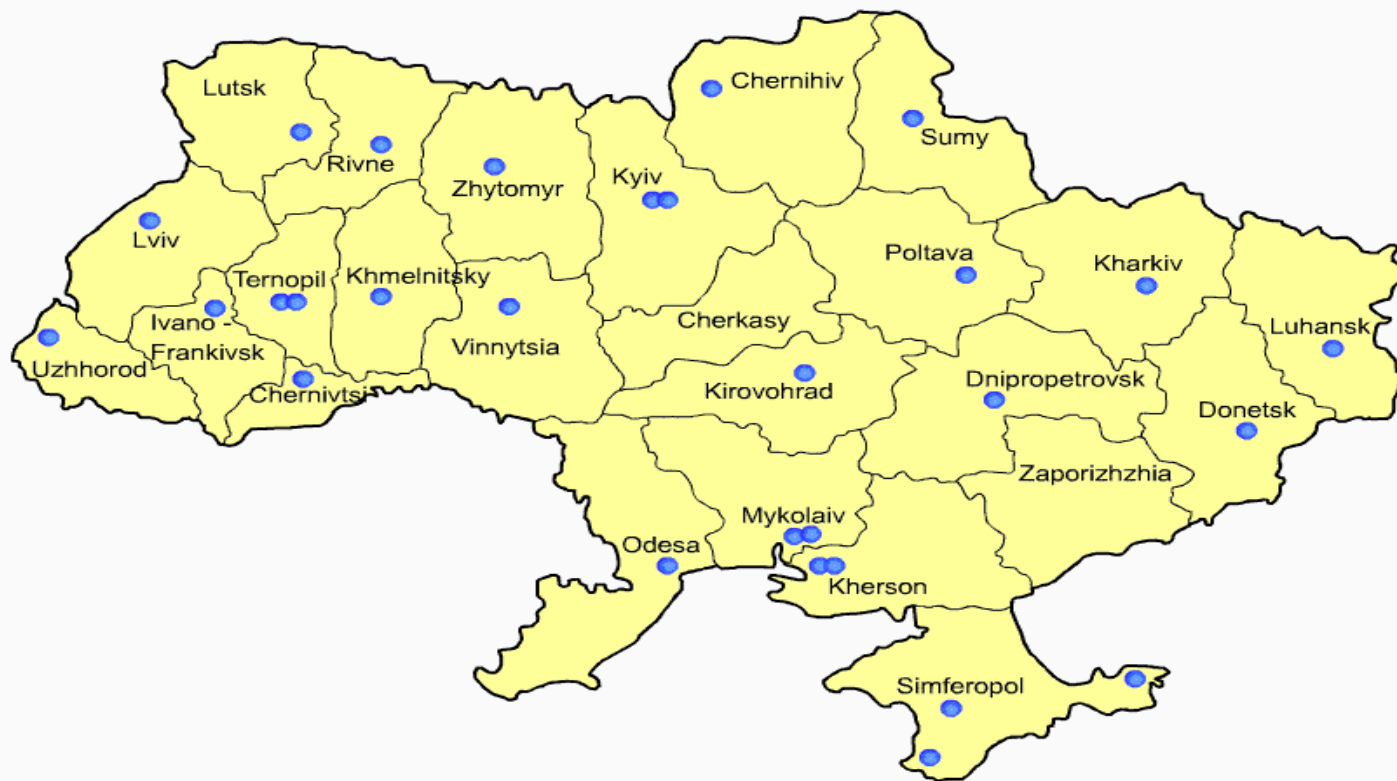 Chernihiv
Lutsk
Sumy
Rivne
Kyiv
Zhytomyr
Lviv
Poltava
Kharkiv
Ternopil
Khmelnitsky
Cherkasy
Ivano -
Frankivsk
Luhansk
Vinnytsia
Uzhhorod
Dnipropetrovsk
Kirovohrad
Chernivtsi
Donetsk
Zaporizhzhia
Mykolaiv
Odesa
Kherson
Simferopol